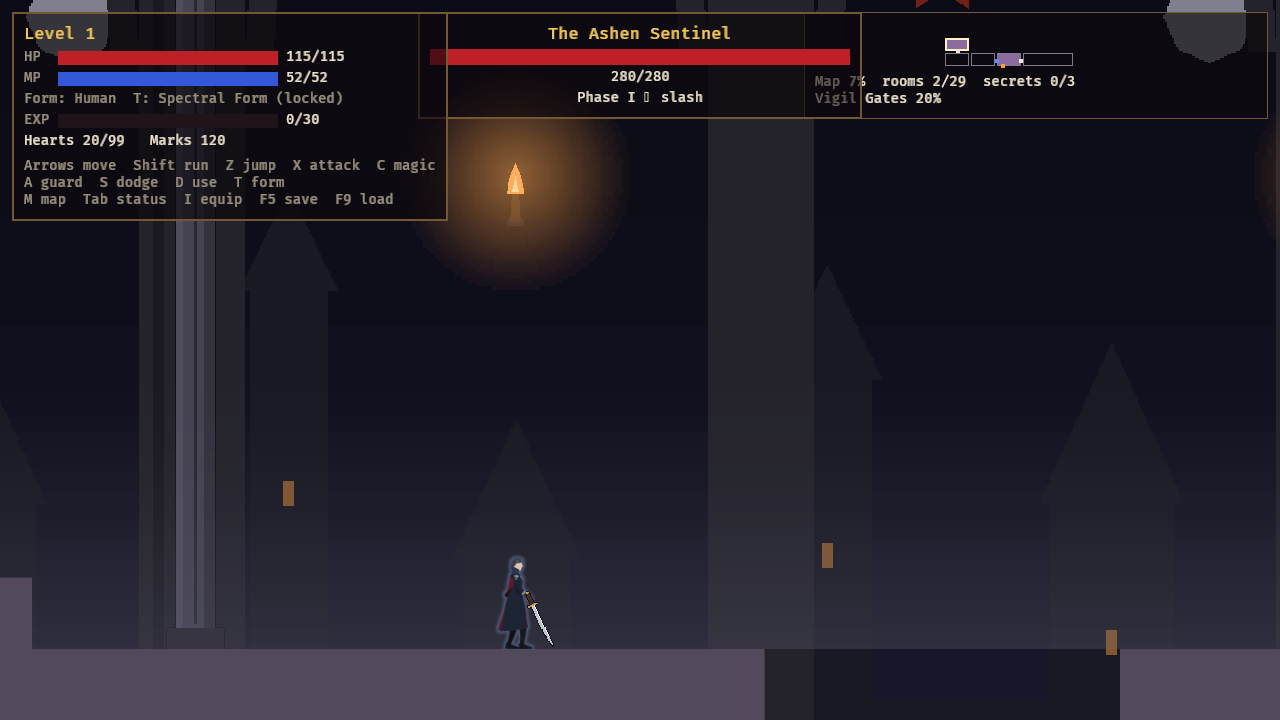 Level 1
HP 115/115
MP 52/52
Form: Human T: Spectral Form (locked)
EXP 0/30
Hearts 20/99 Marks 120
Arrows move Shift run Z jump X attack C magic
A guard S dodge D use T form
M map Tab status I equip F5 save F9 load
The Ashen Sentinel
280/280
Phase I ▯ slash
Map 7% rooms 2/29 secrets 0/3
Vigil Gates 20%